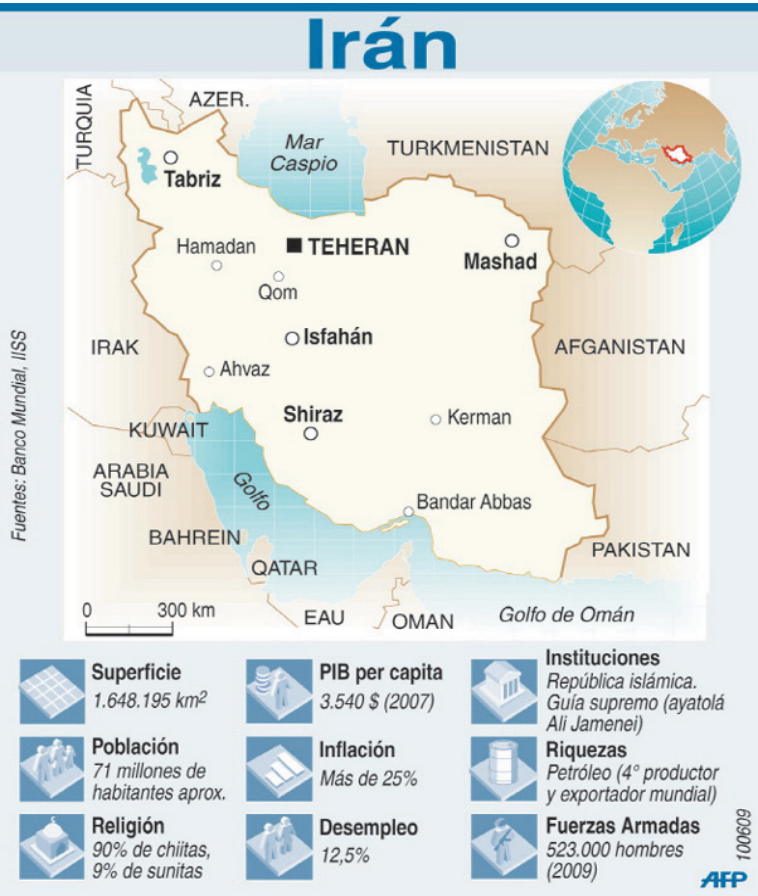 Irán
TURQUIA
AZER.
Mar
Caspio
TURKMENISTAN
Tabriz
Hamadan
TEHERAN
Mashad
Qom
Isfahán
IRAK
AFGANISTAN
Ahvaz
Shiraz
Kerman
KUWAIT
ARABIA
SAUDI
Golfo
Bandar Abbas
BAHREIN
QATAR
PAKISTAN
0 300 km
EAU
OMAN
Golfo de Omán
Fuentes: Banco Mundial, IISS
Superficie
1.648.195 km²
Población
71 millones de
habitantes aprox.
Religión
90% de chiitas,
9% de sunitas
PIB per capita
3.540 $ (2007)
Inflación
Más de 25%
Desempleo
12,5%
Instituciones
República islámica.
Guía supremo (ayatolá
Ali Jamenei)
Riquezas
Petróleo (4° productor
y exportador mundial)
Fuerzas Armadas
523.000 hombres
(2009)
100609
AFP